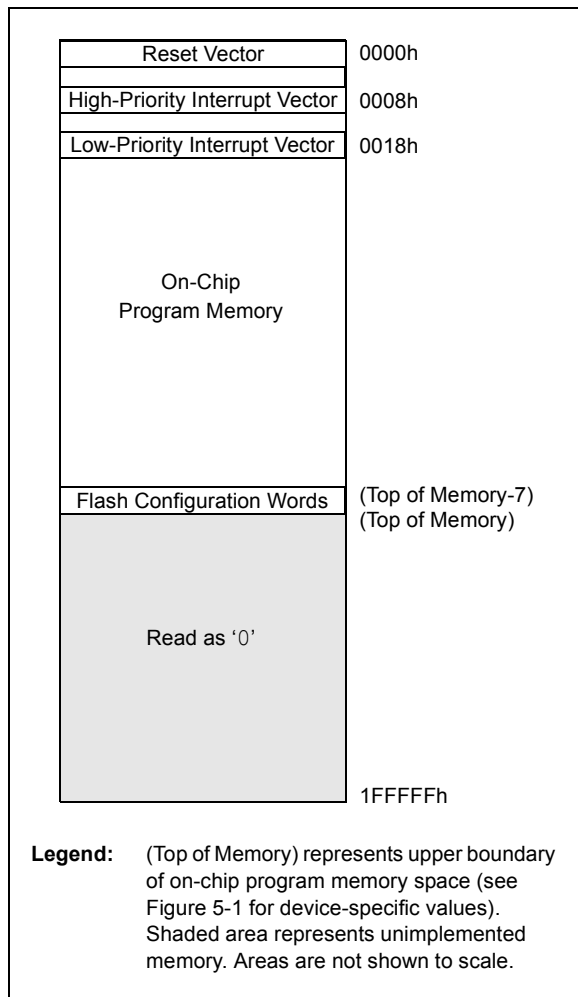 Reset Vector 0000h
High-Priority Interrupt Vector 0008h
Low-Priority Interrupt Vector 0018h
On-Chip
Program Memory
Flash Configuration Words (Top of Memory-7)
(Top of Memory)
Read as ‘0’
1FFFFFh
Legend: (Top of Memory) represents upper boundary
of on-chip program memory space (see
Figure 5-1 for device-specific values).
Shaded area represents unimplemented
memory. Areas are not shown to scale.